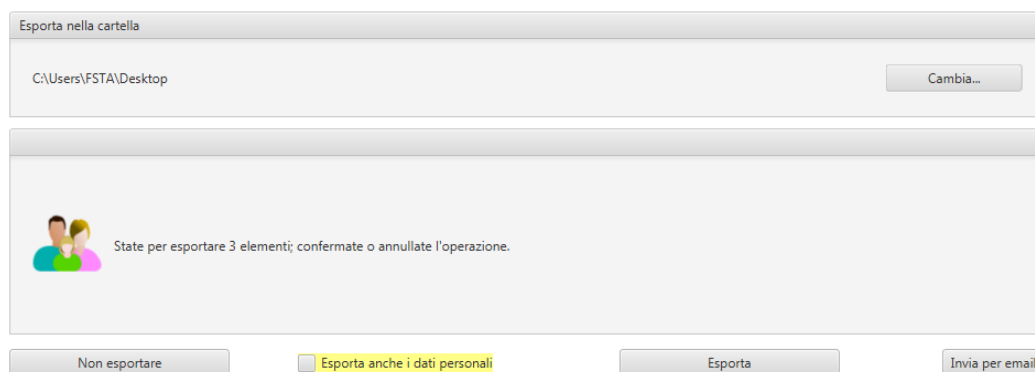 Esporta nella cartella
C:\Users\FSTA\Desktop
Cambia...
State per esportare 3 elementi; confermate o annullate l'operazione.
Non esportare
Esporta anche i dati personali
Esporta
Invia per email